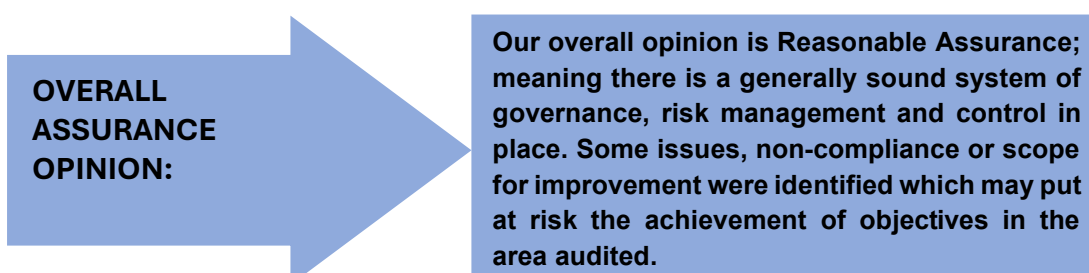 OVERALL
ASSURANCE
OPINION:
Our overall opinion is Reasonable Assurance;
meaning there is a generally sound system of
governance, risk management and control in
place. Some issues, non-compliance or scope
for improvement were identified which may put
at risk the achievement of objectives in the
area audited.